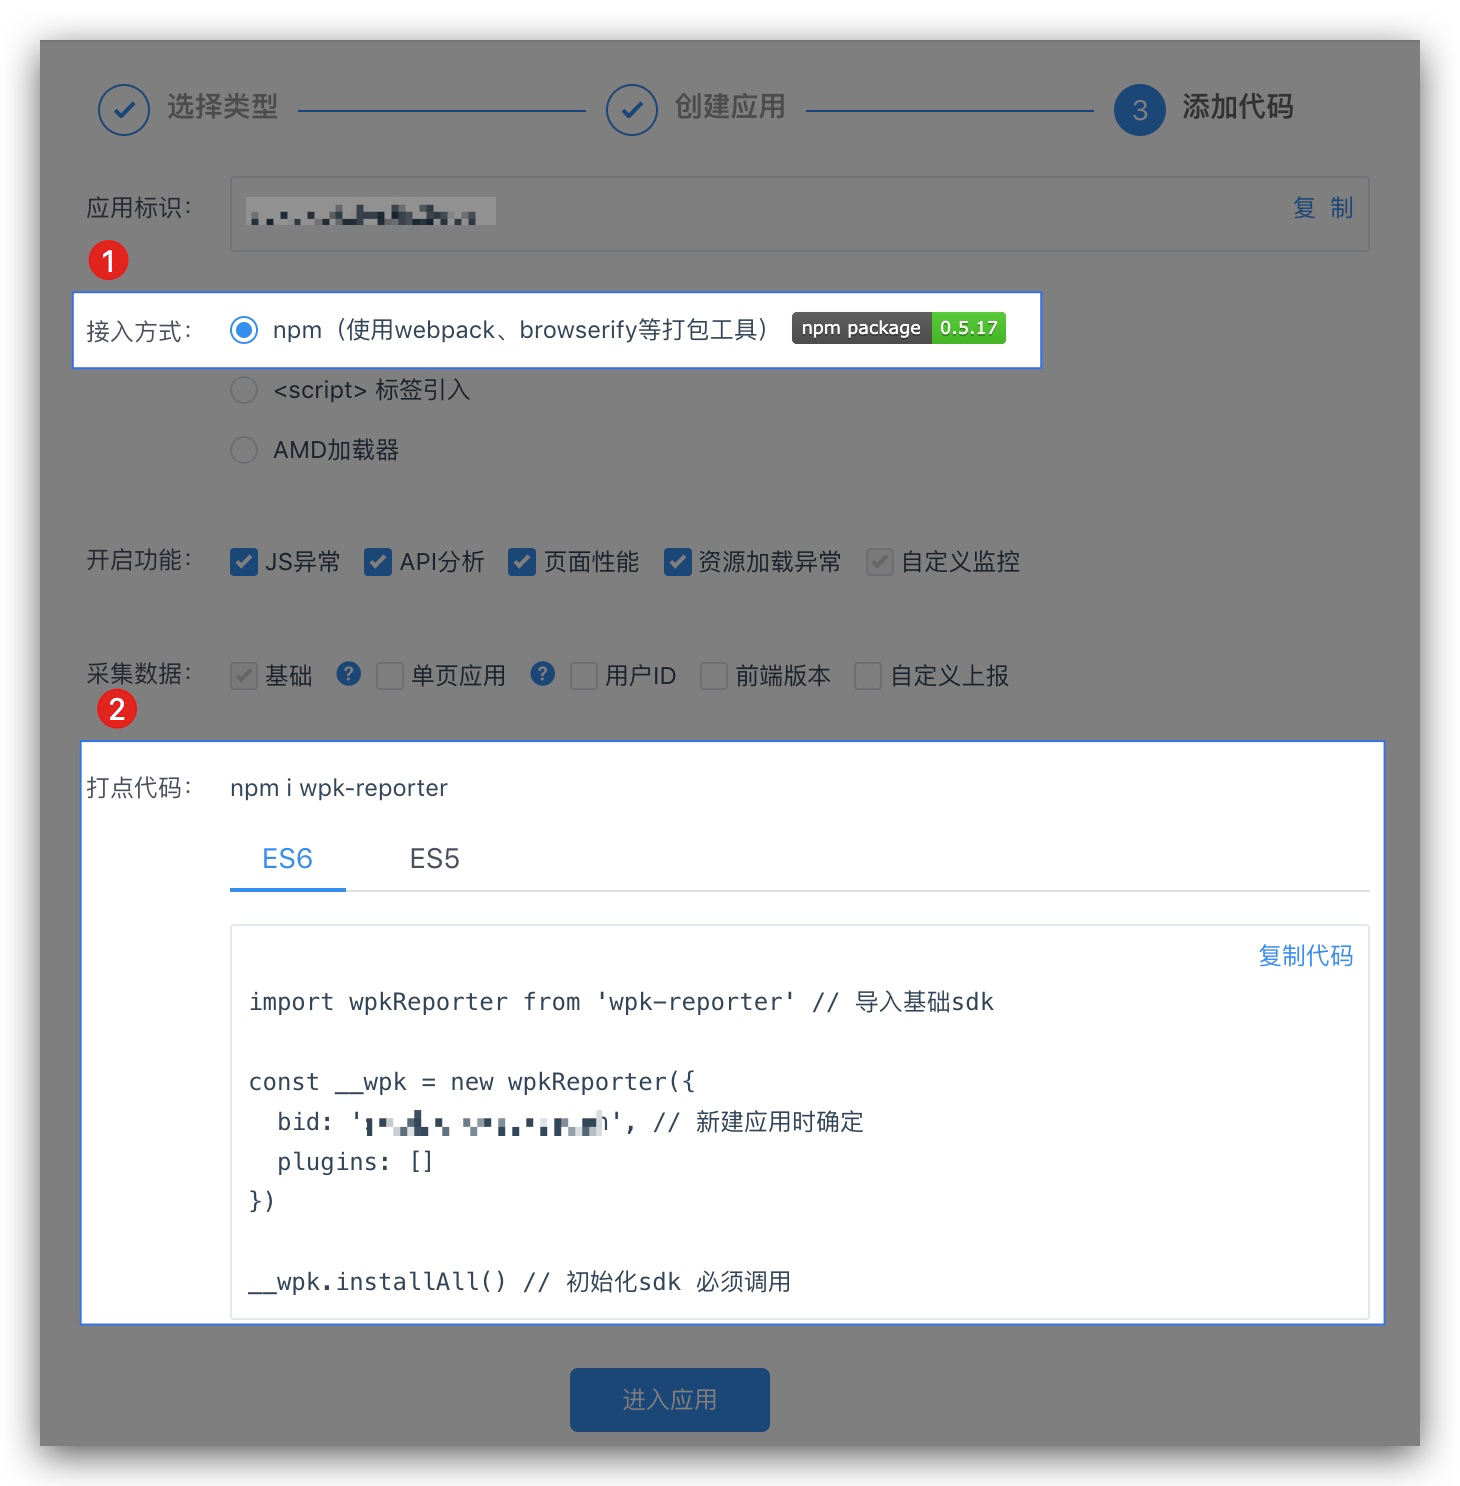 选择类型
创建应用
3 添加代码
应用标识：
复 制
1
接入方式： npm（使用webpack、browserify等打包工具） npm package 0.5.17
<script> 标签引入
AMD加载器
开启功能： JS异常 API分析 页面性能 资源加载异常 自定义监控
采集数据： 基础 ? 单页应用 ? 用户ID 前端版本 自定义上报
2
打点代码： npm i wpk-reporter
ES6 ES5
复制代码
import wpkReporter from 'wpk-reporter' // 导入基础sdk
const __wpk = new wpkReporter({
bid: ' ', // 新建应用时确定
plugins: []
})
__wpk.installAll() // 初始化sdk 必须调用
进入应用